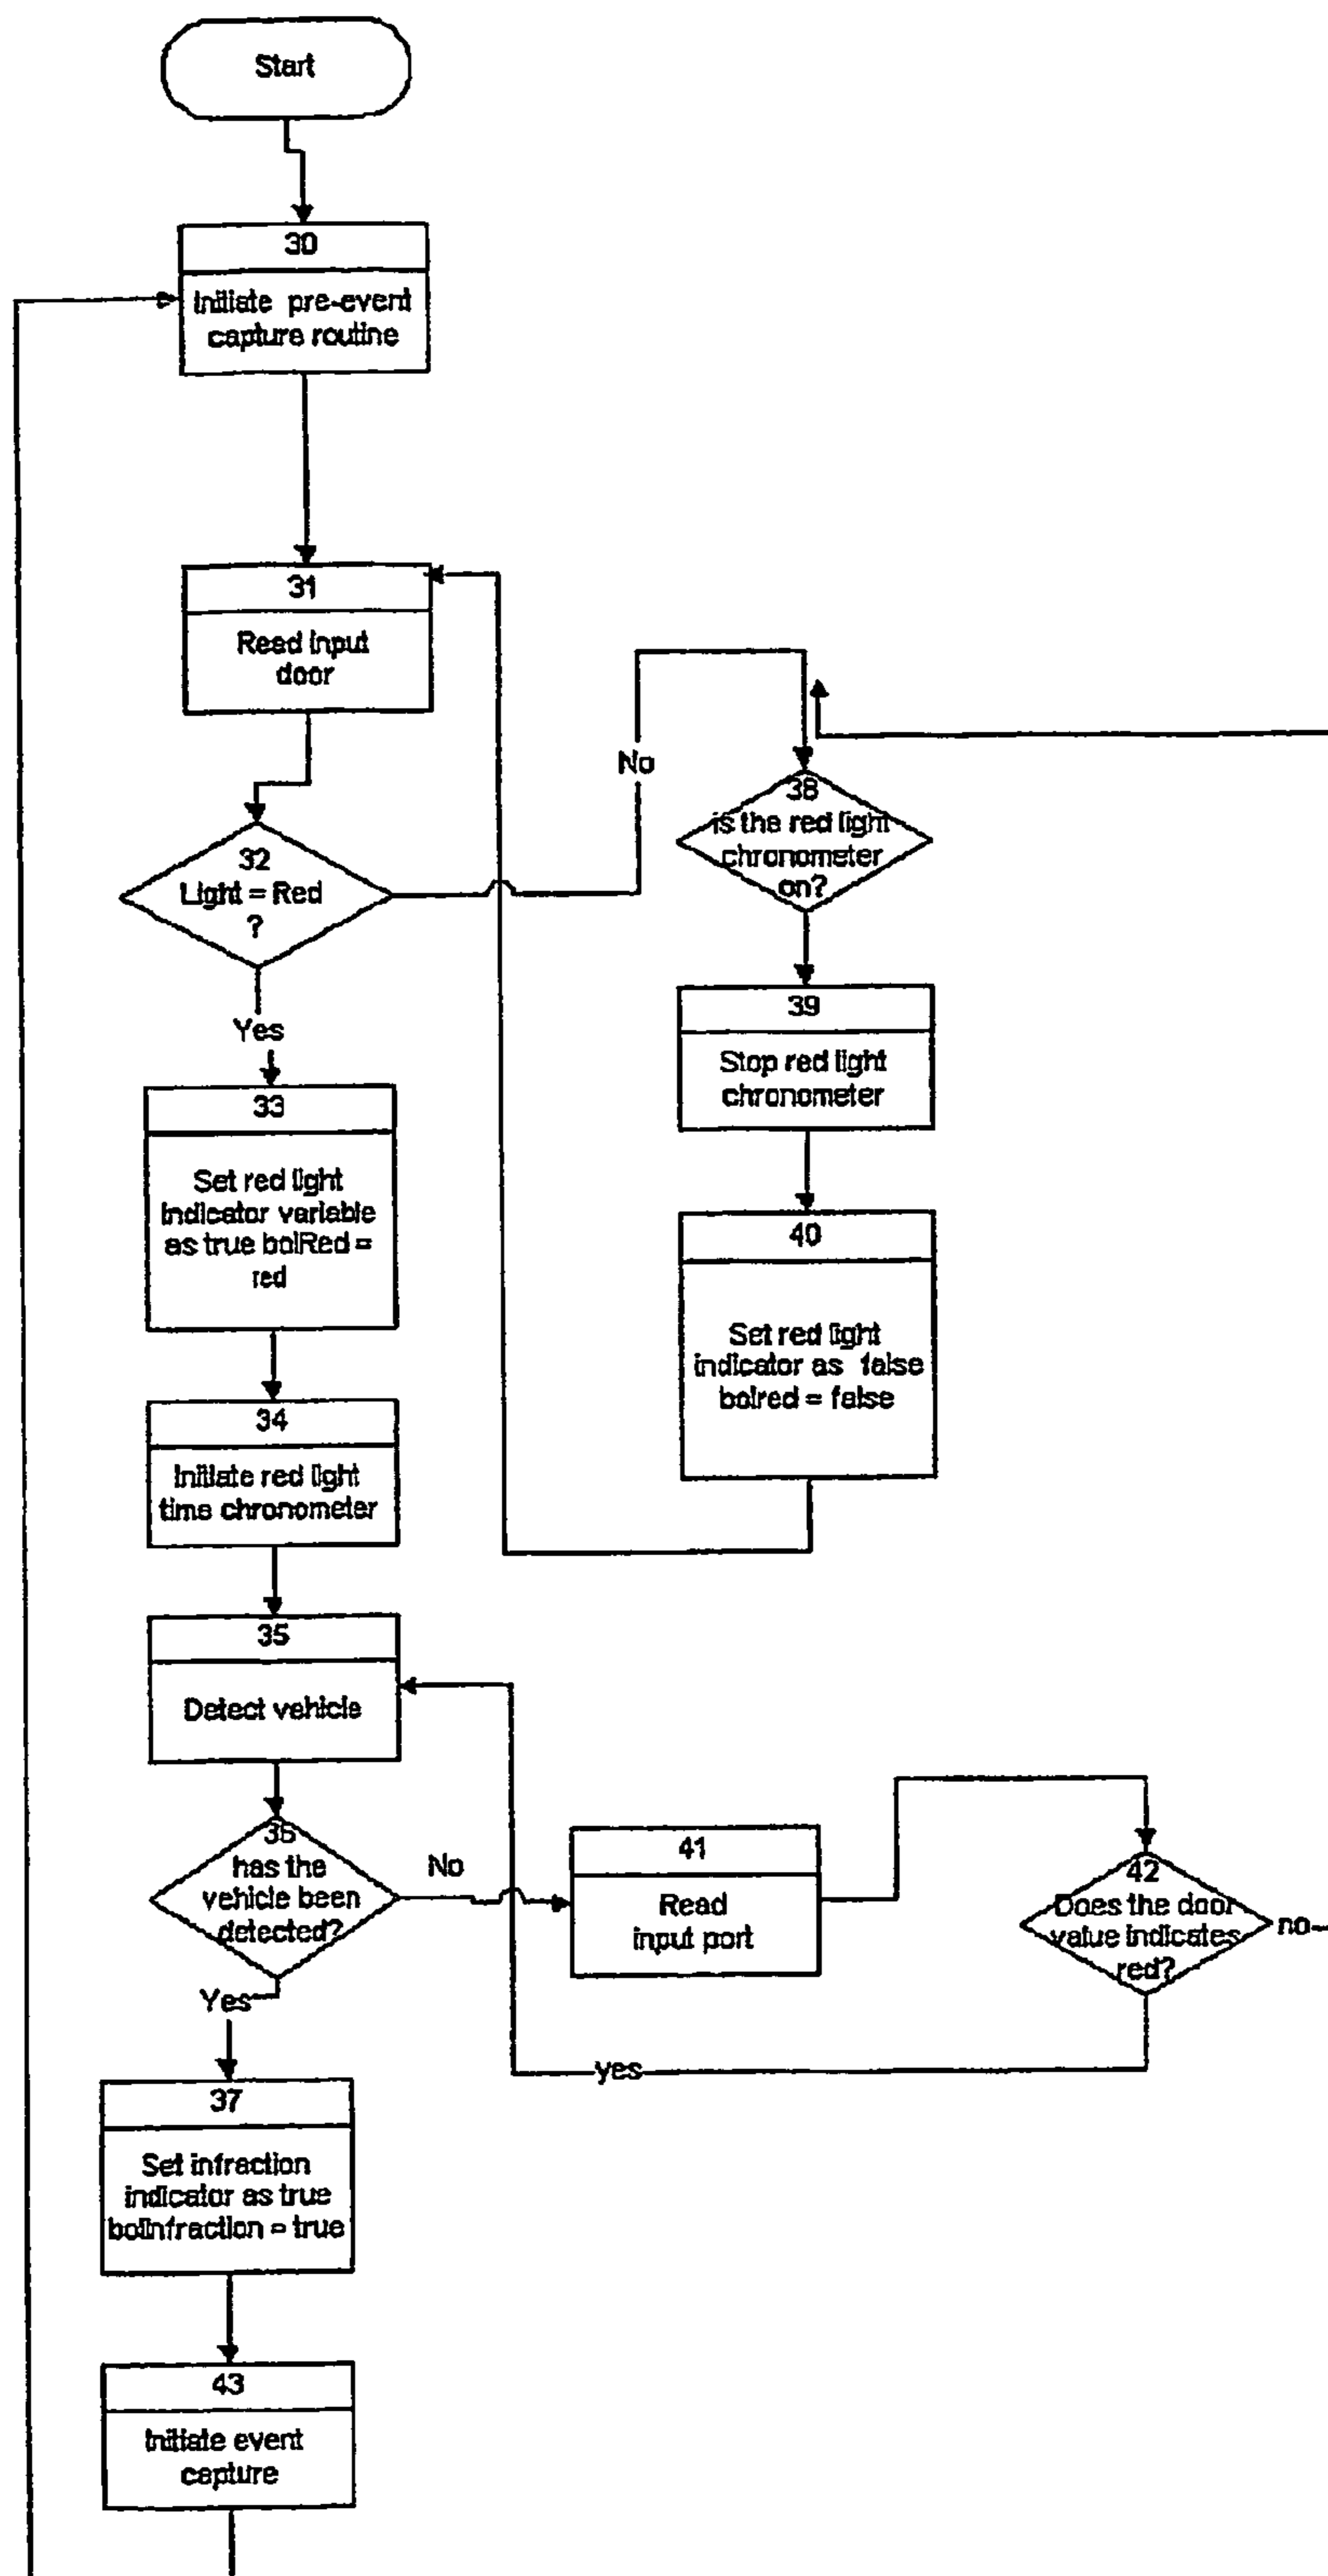 Start
30
Initiate pre-event
capture routine
31
Read input
door
32
Light = Red
?
No
38
is the red light
chronometer
on?
39
Stop red light
chronometer
40
Set red light
indicator as false
bolred = false
Yes
33
Set red light
indicator variable
as true bolRed =
red
34
Initiate red light
time chronometer
35
Detect vehicle
36
has the
vehicle been
detected?
No
41
Read
input port
42
Does the door
value indicates
red?
no
yes
Yes
37
Set infraction
indicator as true
bolInfraction = true
43
Initiate event
capture